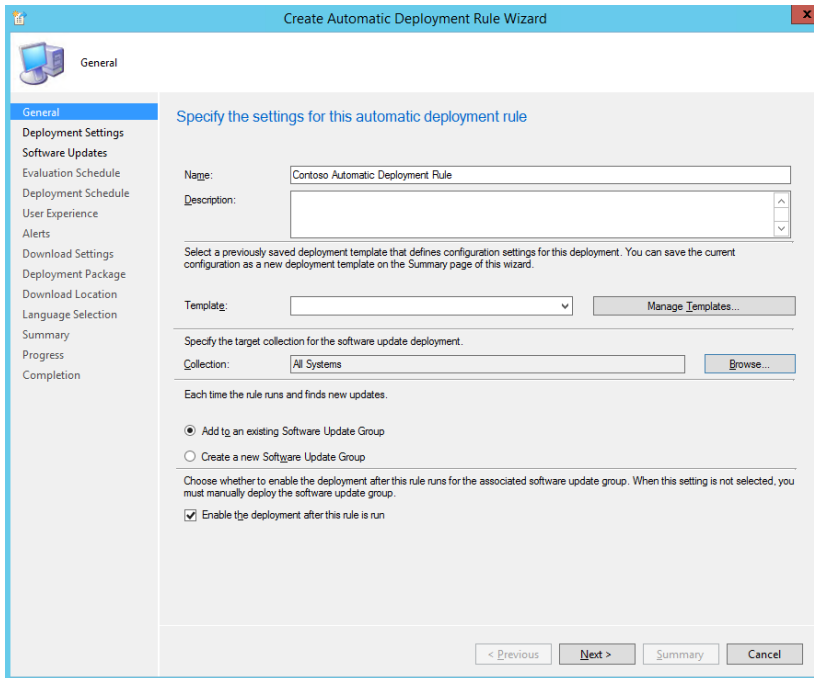 Create Automatic Deployment Rule Wizard
x
General
General
Deployment Settings
Software Updates
Evaluation Schedule
Deployment Schedule
User Experience
Alerts
Download Settings
Deployment Package
Download Location
Language Selection
Summary
Progress
Completion
Specify the settings for this automatic deployment rule
Name: Contoso Automatic Deployment Rule
Description:
Select a previously saved deployment template that defines configuration settings for this deployment. You can save the current
configuration as a new deployment template on the Summary page of this wizard.
Template: Manage Templates...
Specify the target collection for the software update deployment.
Collection: All Systems Browse...
Each time the rule runs and finds new updates.
Add to an existing Software Update Group
Create a new Software Update Group
Choose whether to enable the deployment after this rule runs for the associated software update group. When this setting is not selected, you
must manually deploy the software update group.
Enable the deployment after this rule is run
< Previous Next > Summary Cancel